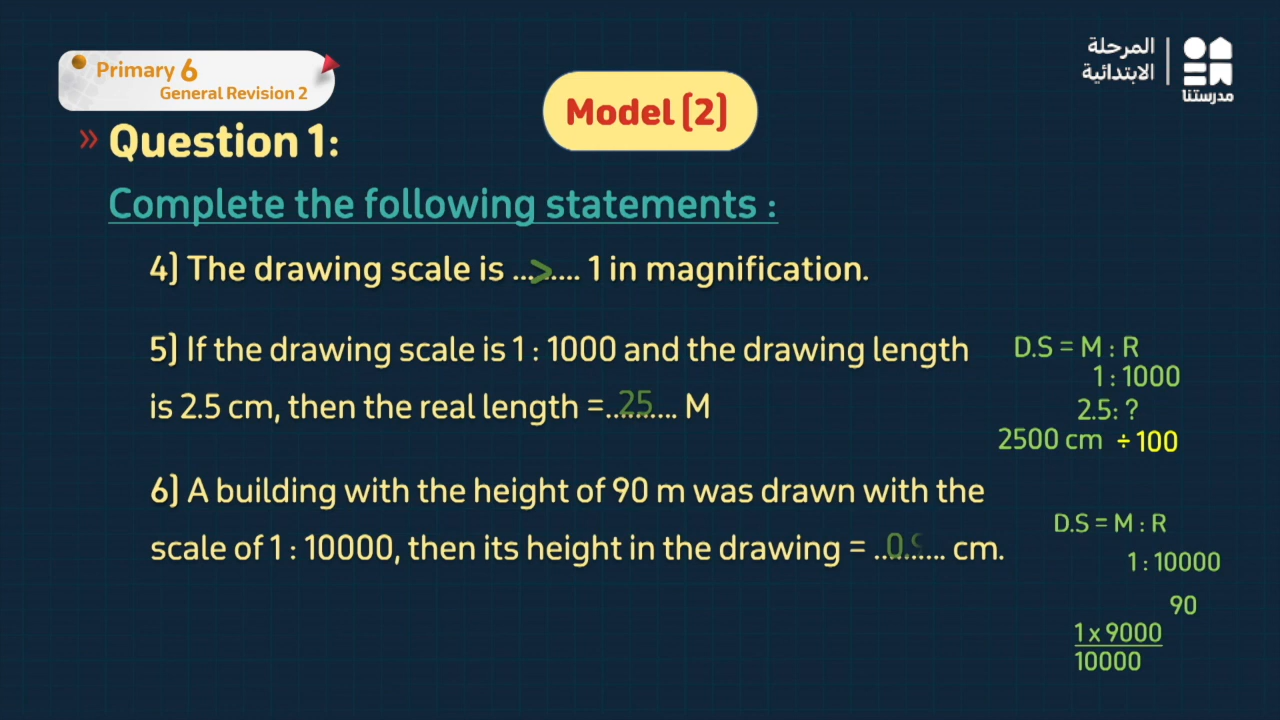 المرحلة
الابتدائية
مدرستنا
Primary 6
General Revision 2
Model (2)
» Question 1:
Complete the following statements :
4) The drawing scale is ...>..... 1 in magnification.
5) If the drawing scale is 1 : 1000 and the drawing length
is 2.5 cm, then the real length =..25.... M
D.S = M : R
1 : 1000
2.5 : ?
2500 cm ÷ 100
6) A building with the height of 90 m was drawn with the
scale of 1 : 10000, then its height in the drawing = ..0.9.... cm.
D.S = M : R
1 : 10000
90
1 x 9000
10000